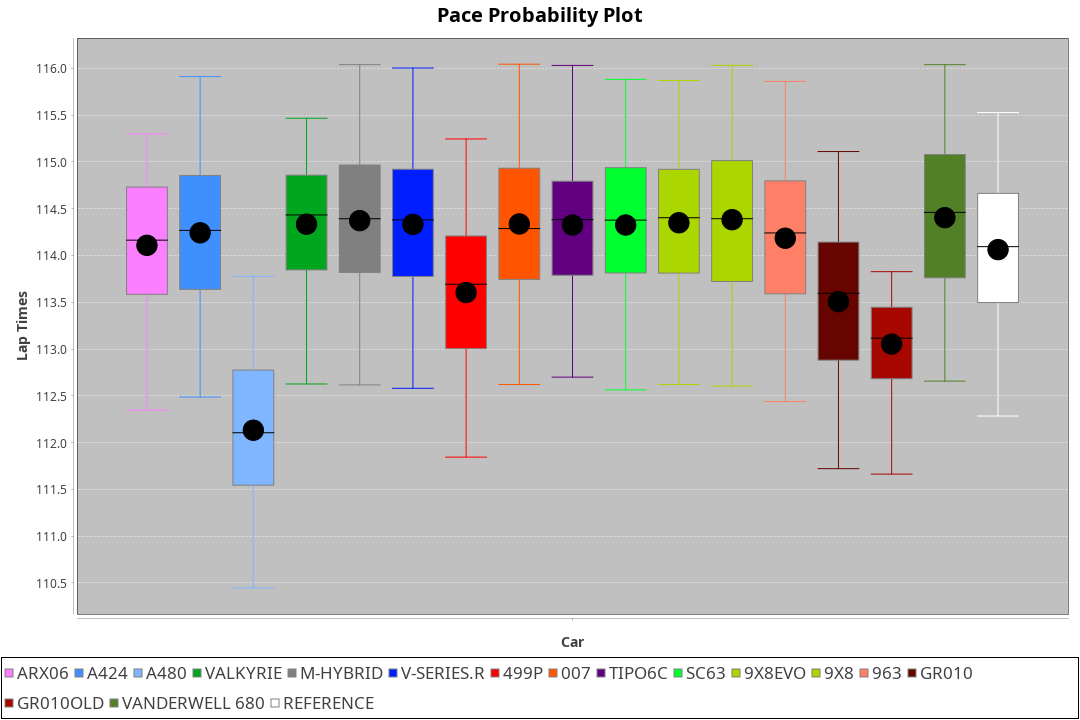 Pace Probability Plot
116.0
115.5
115.0
114.5
114.0
113.5
113.0
112.5
112.0
111.5
111.0
110.5
Lap Times
Car
ARX06 A424 A480 VALKYRIE M-HYBRID V-SERIES.R 499P 007 TIPO6C SC63 9X8EVO 9X8 963 GR010
GR010OLD VANDERWELL 680 REFERENCE